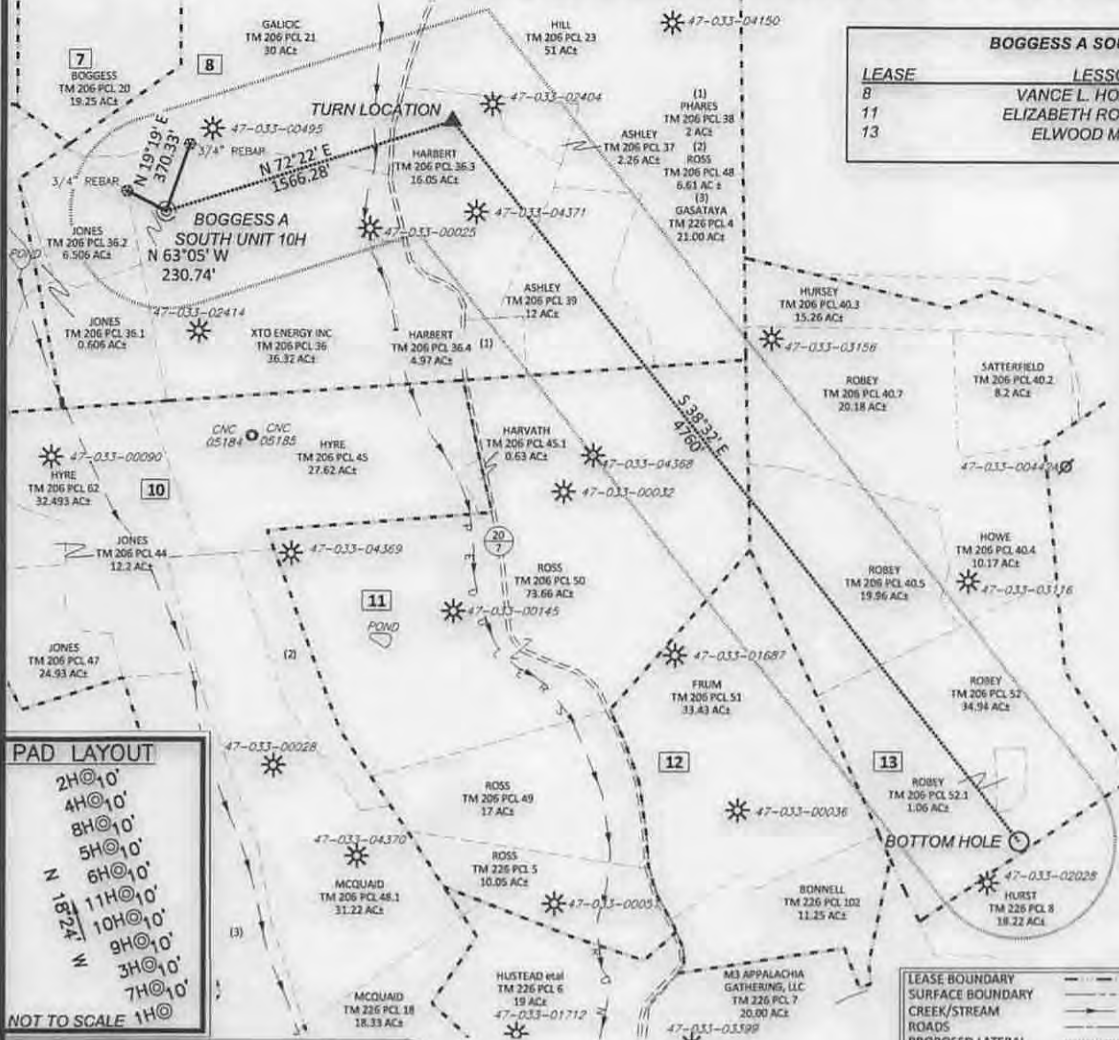 GALICIC
TM 206 PCL 21
30 AC±
HILL
TM 206 PCL 23
51 AC±
47-033-04150
7
BOGGESS
TM 206 PCL 20
19.25 AC±
8
BOGGESS A SOU
LEASE LESSO
8 VANCE L. HO
11 ELIZABETH RO
13 ELWOOD M
TURN LOCATION
47-033-02404
47-033-00495
3/4" REBAR
N 19°19' E
370.33'
3/4" REBAR
N 72°22' E
1566.28'
HARBERT
TM 206 PCL 36.3
16.05 AC±
ASHLEY
TM 206 PCL 37
2.26 AC±
(1)
PHARES
TM 206 PCL 38
2 AC±
(2)
ROSS
TM 206 PCL 48
6.61 AC ±
(3)
GASATAYA
TM 226 PCL 4
21.00 AC±
47-033-04371
47-033-00025
BOGGESS A
SOUTH UNIT 10H
N 63°05' W
230.74'
JONES
TM 206 PCL 36.2
6.506 AC±
POND
JONES
TM 206 PCL 36.1
0.606 AC±
47-033-02414
XTO ENERGY INC
TM 206 PCL 36
36.32 AC±
HARBERT
TM 206 PCL 36.4
4.97 AC±
(1)
ASHLEY
TM 206 PCL 39
12 AC±
HURSEY
TM 206 PCL 40.3
15.26 AC±
47-033-03156
ROBEY
TM 206 PCL 40.7
20.18 AC±
SATTERFIELD
TM 206 PCL 40.2
8.2 AC±
S 38°32' E
4760'
CNC
05184
CNC
05185
HYRE
TM 206 PCL 45
27.62 AC±
HARVATH
TM 206 PCL 45.1
0.63 AC±
47-033-04368
47-033-00032
47-033-00442A
47-033-00090
HYRE
TM 206 PCL 62
32.493 AC±
10
JONES
TM 206 PCL 44
12.2 AC±
47-033-04369
20
7
ROSS
TM 206 PCL 50
73.66 AC±
HOWE
TM 206 PCL 40.4
10.17 AC±
47-033-03116
ROBEY
TM 206 PCL 40.5
19.96 AC±
11
POND
47-033-00145
JONES
TM 206 PCL 47
24.93 AC±
(2)
47-033-01687
FRUM
TM 206 PCL 51
33.43 AC±
ROBEY
TM 206 PCL 52
34.94 AC±
47-033-00028
12
13
ROBEY
TM 206 PCL 52.1
1.06 AC±
PAD LAYOUT
2H 10'
4H 10'
8H 10'
5H 10'
6H 10'
11H 10'
10H 10'
9H 10'
3H 10'
7H 10'
1H
N 18°24' W
NOT TO SCALE
ROSS
TM 206 PCL 49
17 AC±
47-033-00036
BOTTOM HOLE
47-033-04370
MCQUAID
TM 206 PCL 48.1
31.22 AC±
ROSS
TM 226 PCL 5
10.05 AC±
47-033-02028
HURST
TM 226 PCL 8
18.22 AC±
BONNELL
TM 226 PCL 102
11.25 AC±
(3)
MCQUAID
TM 226 PCL 18
18.33 AC±
HUSTEAD etal
TM 226 PCL 6
19 AC±
47-033-01712
M3 APPALACHIA
GATHERING, LLC
TM 226 PCL 7
20.00 AC±
47-033-03399
LEASE BOUNDARY
SURFACE BOUNDARY
CREEK/STREAM
ROADS
PROPOSED LATERAL